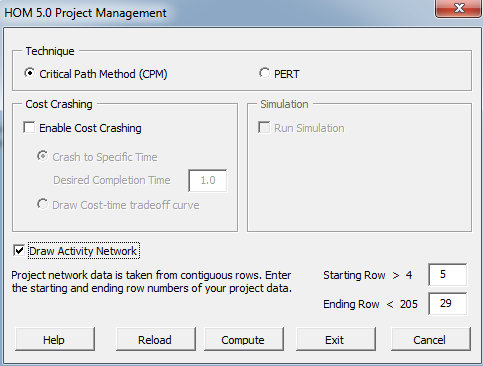 HOM 5.0 Project Management
Technique
Critical Path Method (CPM)
PERT
Cost Crashing
Enable Cost Crashing
Crash to Specific Time
Desired Completion Time 1.0
Draw Cost-time tradeoff curve
Simulation
Run Simulation
Draw Activity Network
Project network data is taken from contiguous rows. Enter
the starting and ending row numbers of your project data.
Starting Row > 4 5
Ending Row < 205 29
Help Reload Compute Exit Cancel